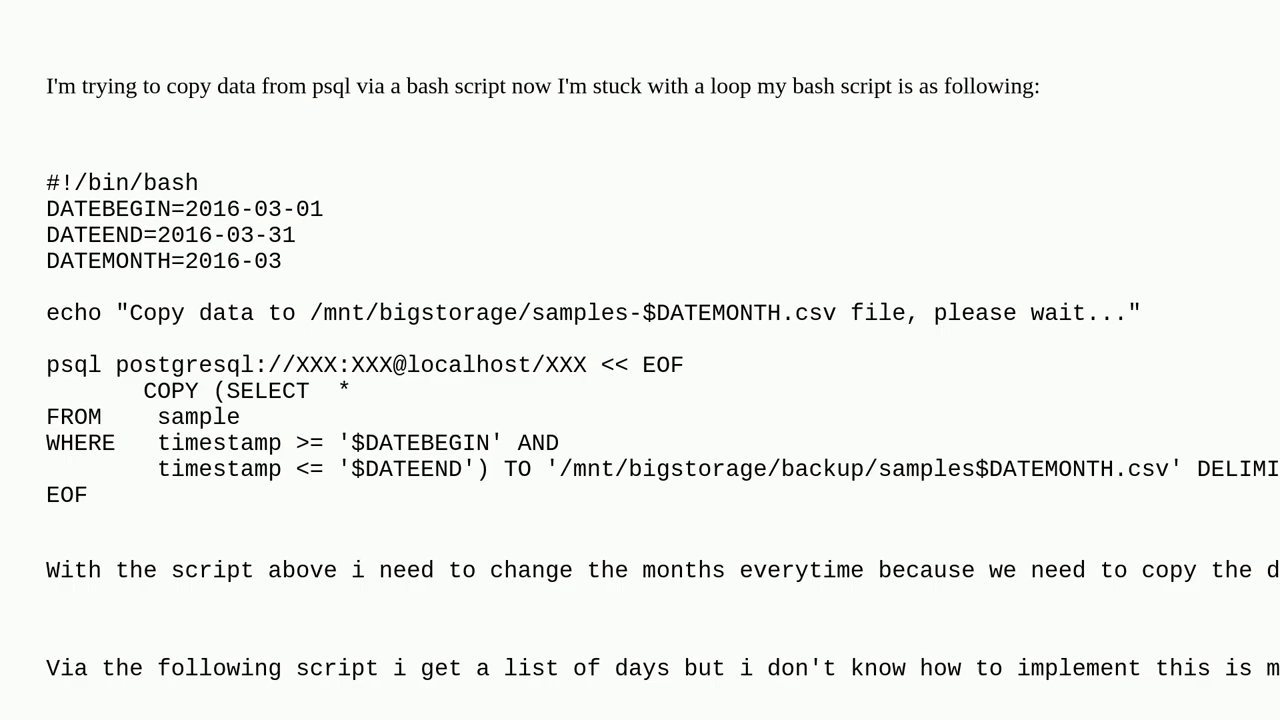 I'm trying to copy data from psql via a bash script now I'm stuck with a loop my bash script is as following:
#!/bin/bash
DATEBEGIN=2016-03-01
DATEEND=2016-03-31
DATEMONTH=2016-03
echo "Copy data to /mnt/bigstorage/samples-$DATEMONTH.csv file, please wait..."
psql postgresql://XXX:XXX@localhost/XXX << EOF
       COPY (SELECT  *
FROM    sample
WHERE   timestamp >= '$DATEBEGIN' AND
        timestamp <= '$DATEEND') TO '/mnt/bigstorage/backup/samples$DATEMONTH.csv' DELIMI
EOF
With the script above i need to change the months everytime because we need to copy the d
Via the following script i get a list of days but i don't know how to implement this is m